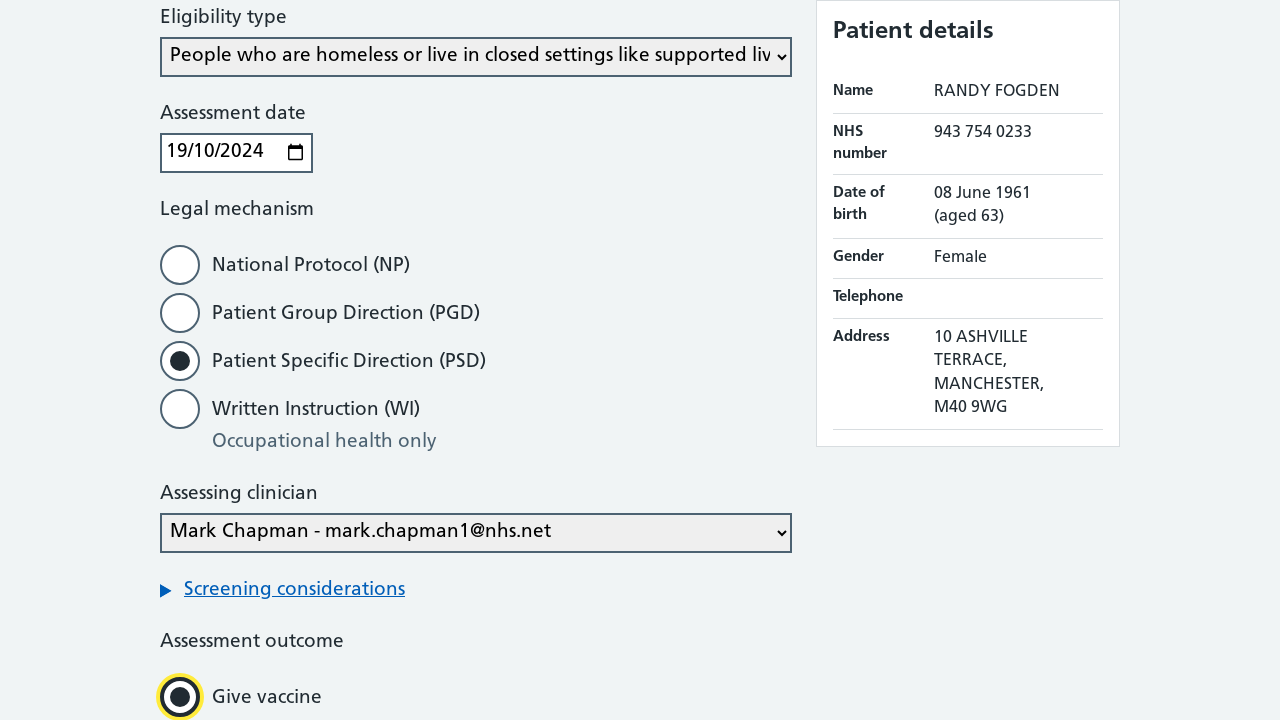 Eligibility type
People who are homeless or live in closed settings like supported liv
Assessment date
19/10/2024
Legal mechanism
National Protocol (NP)
Patient Group Direction (PGD)
Patient Specific Direction (PSD)
Written Instruction (WI)
Occupational health only
Assessing clinician
Mark Chapman - mark.chapman1@nhs.net
Screening considerations
Assessment outcome
Give vaccine
Patient details
Name RANDY FOGDEN
NHS number 943 754 0233
Date of birth 08 June 1961
(aged 63)
Gender Female
Telephone
Address 10 ASHVILLE
TERRACE,
MANCHESTER,
M40 9WG